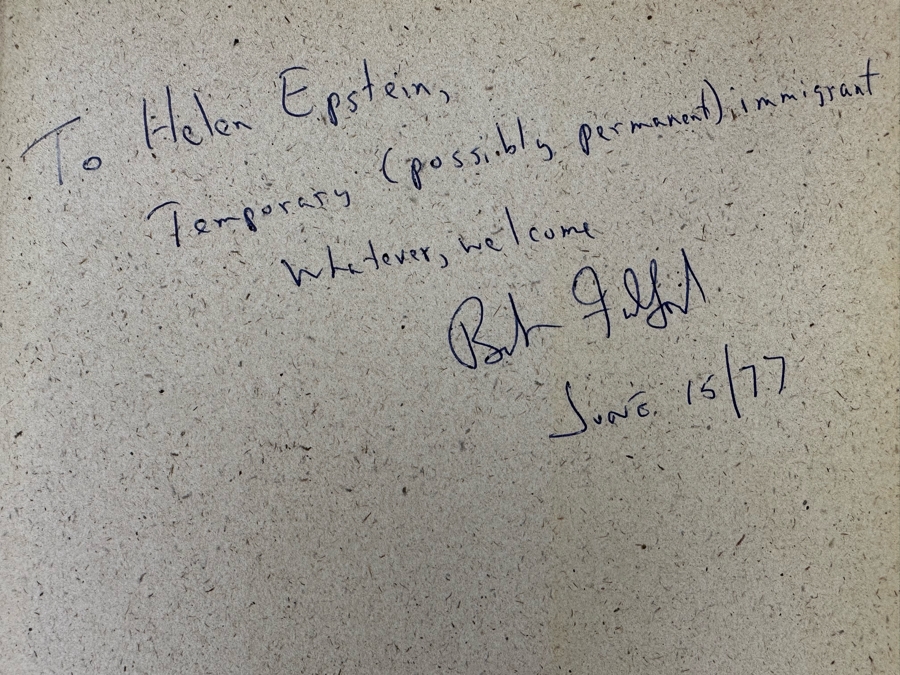 To Helen Epstein,
Temporary (possibly permanent) immigrant
Whatever, welcome
June 15/77